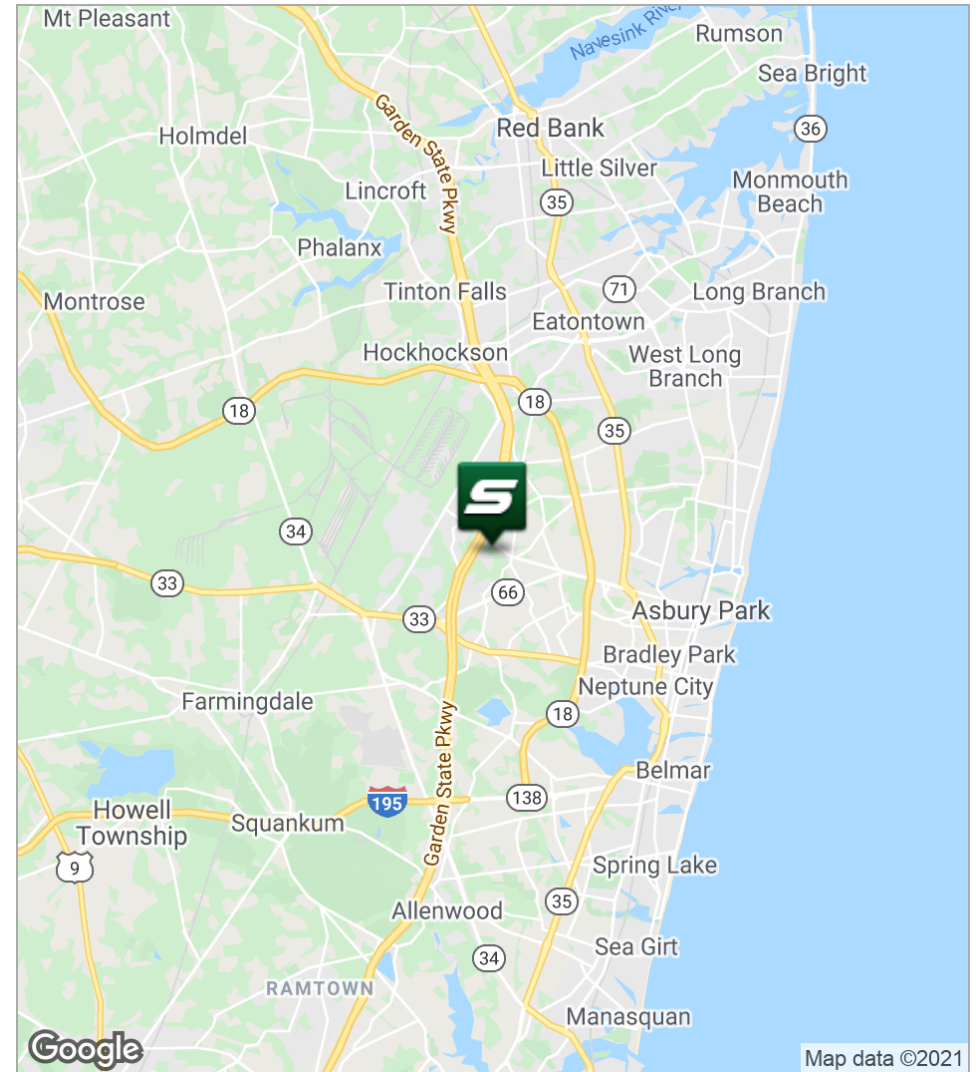 Mt Pleasant
Navesink River
Rumson
Sea Bright
Garden State Pkwy
Holmdel
Red Bank
36
Little Silver
Lincroft
Monmouth
Beach
35
Phalanx
Tinton Falls
71
Long Branch
Montrose
Eatontown
Hockhockson
West Long
Branch
18
18
35
S
34
33
66
33
Asbury Park
Bradley Park
Neptune City
Farmingdale
18
Garden State Pkwy
Belmar
195
138
Howell
Township
Squankum
9
Spring Lake
35
Allenwood
Sea Girt
34
RAMTOWN
Manasquan
Google
Map data ©2021